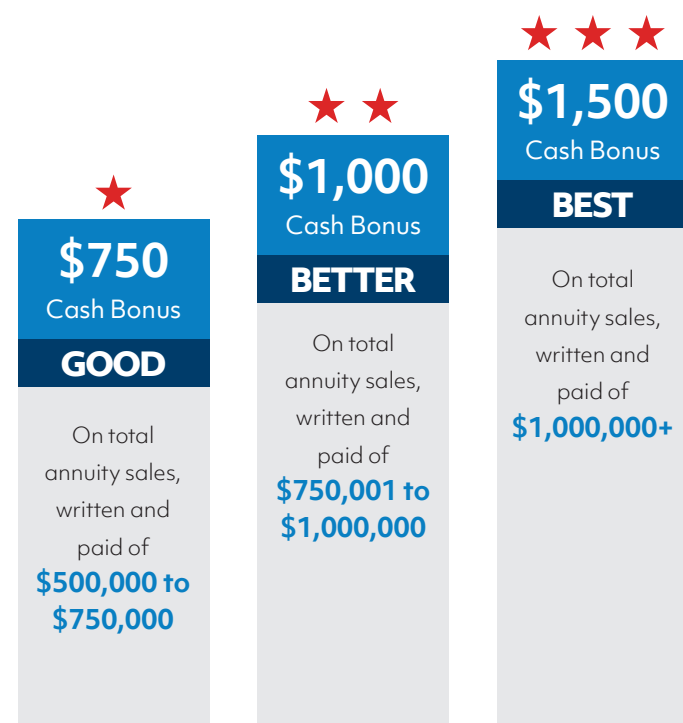 $750
Cash Bonus
GOOD
On total
annuity sales,
written and
paid of
$500,000 to
$750,000
$1,000
Cash Bonus
BETTER
On total
annuity sales,
written and
paid of
$750,001 to
$1,000,000
$1,500
Cash Bonus
BEST
On total
annuity sales,
written and
paid of
$1,000,000+